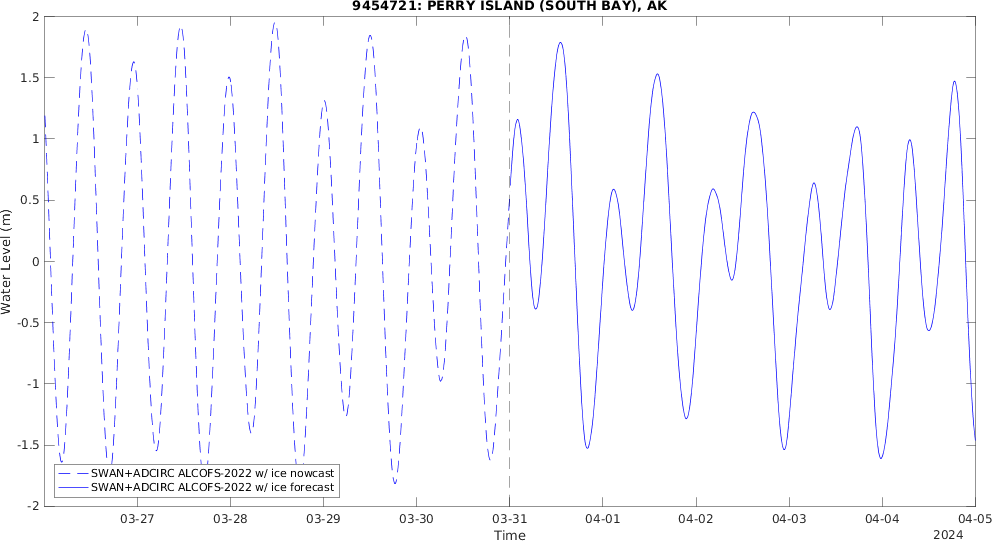 9454721: PERRY ISLAND (SOUTH BAY), AK
2
1.5
1
0.5
0
-0.5
-1
-1.5
-2
Water Level (m)
SWAN+ADCIRC ALCOFS-2022 w/ ice nowcast
SWAN+ADCIRC ALCOFS-2022 w/ ice forecast
03-27 03-28 03-29 03-30 03-31 04-01 04-02 04-03 04-04 04-05
Time
2024